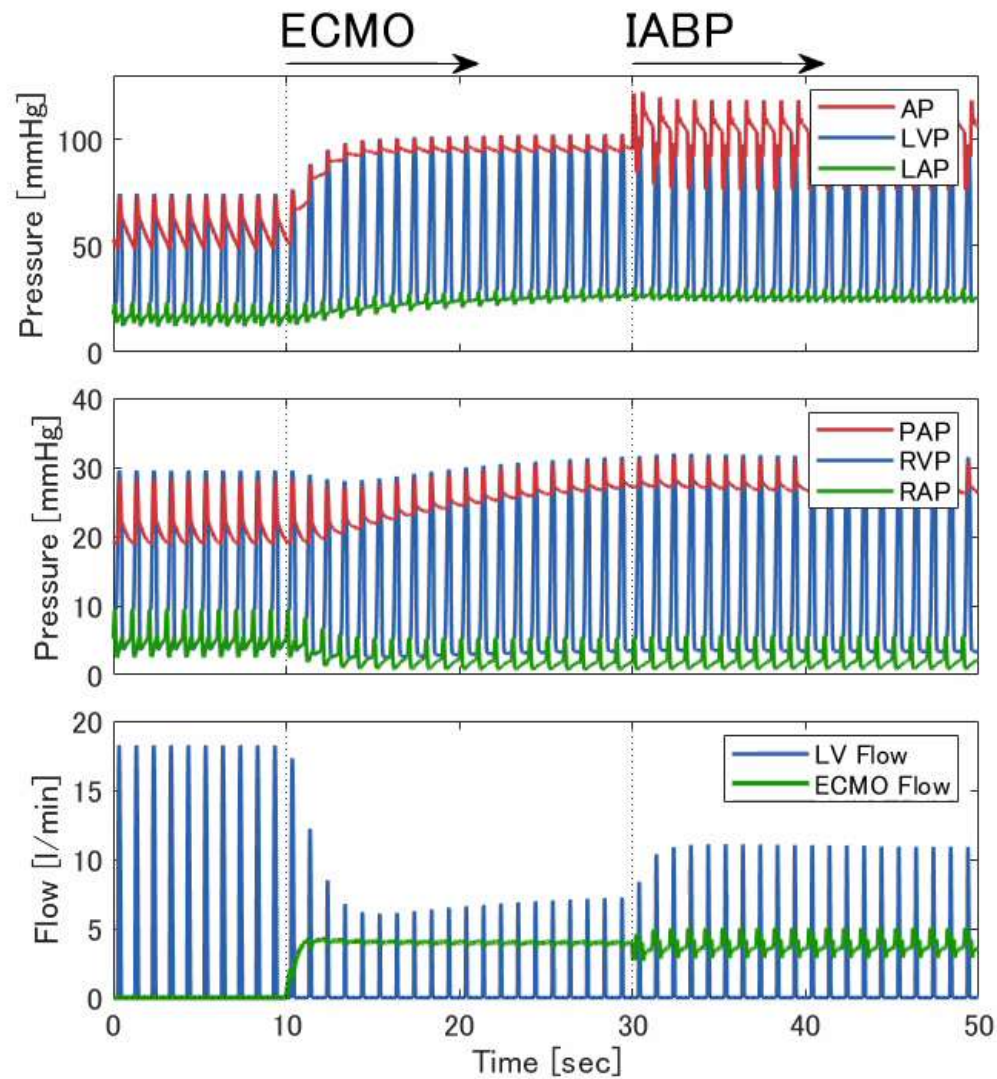 ECMO
IABP
Pressure [mmHg]
100
50
0
AP
LVP
LAP
Pressure [mmHg]
40
30
20
10
0
PAP
RVP
RAP
Flow [l/min]
20
15
10
5
0
LV Flow
ECMO Flow
0 10 20 30 40 50
Time [sec]